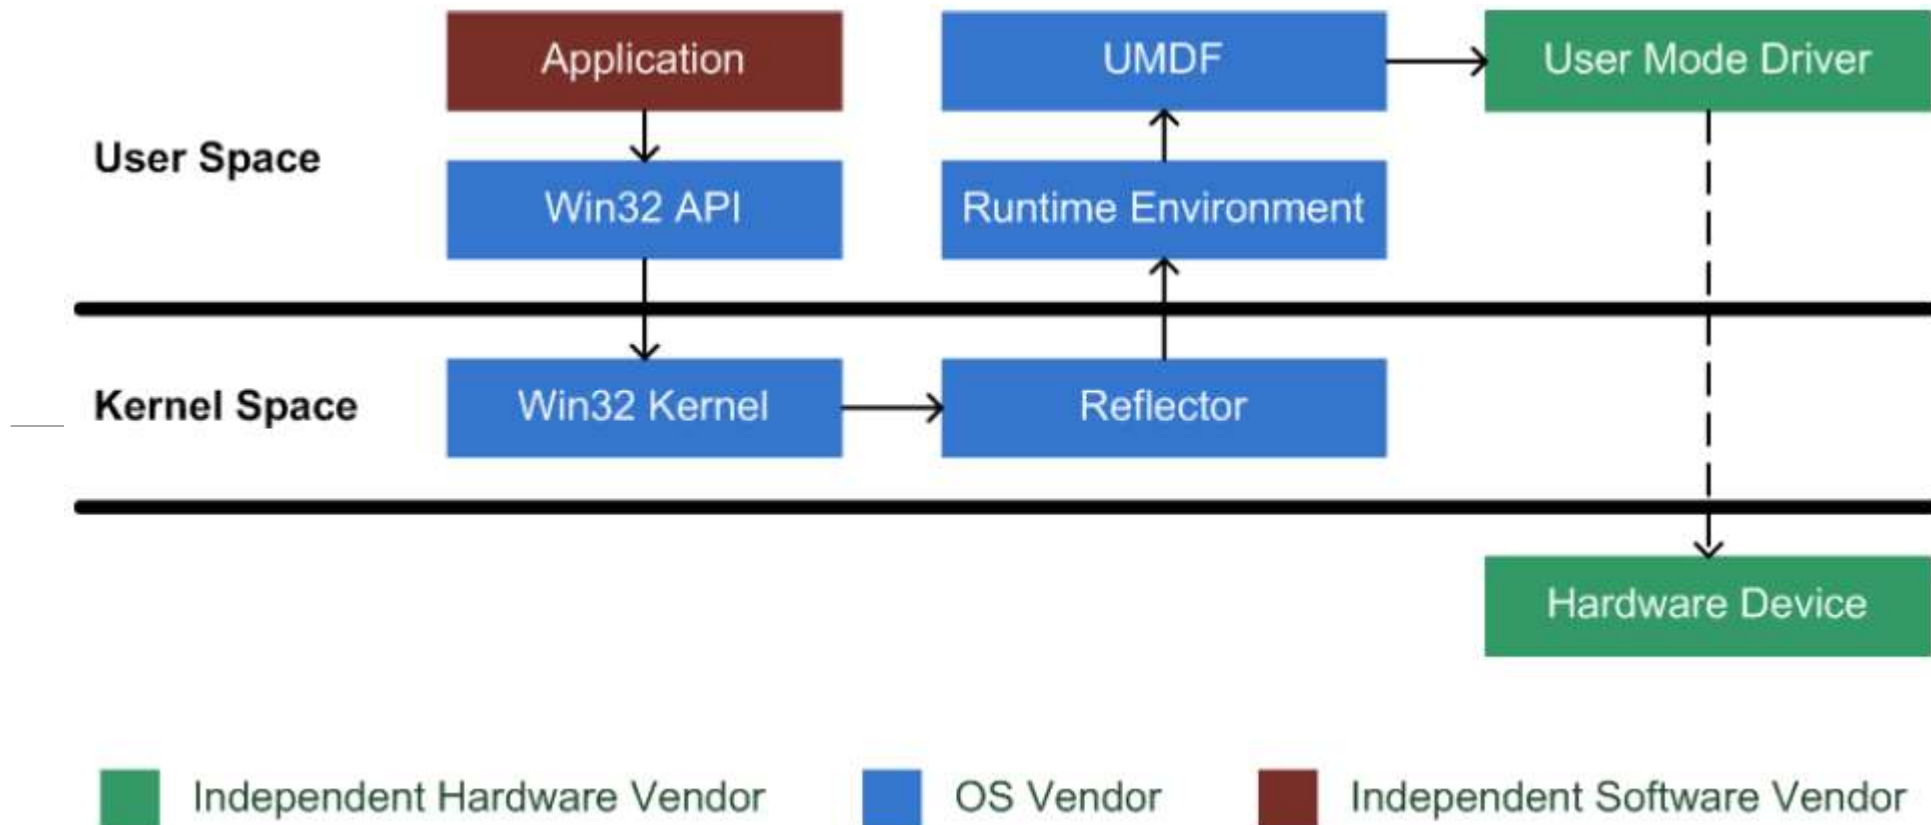 Application
UMDF
User Mode Driver
User Space
Win32 API
Runtime Environment
Kernel Space
Win32 Kernel
Reflector
Hardware Device
Independent Hardware Vendor
OS Vendor
Independent Software Vendor